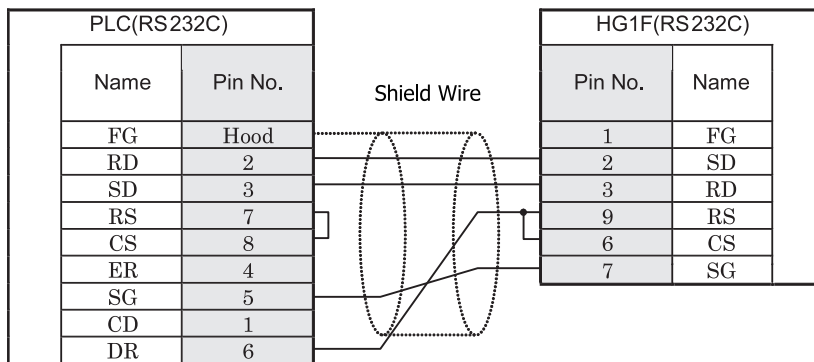 PLC(RS232C) HG1F(RS232C)
Name Pin No. Shield Wire Pin No. Name
FG Hood 1 FG
RD 2 2 SD
SD 3 3 RD
RS 7 9 RS
CS 8 6 CS
ER 4 7 SG
SG 5
CD 1
DR 6